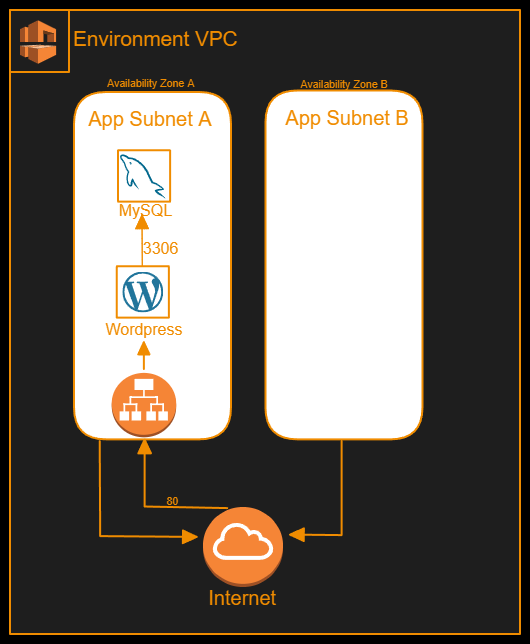 Environment VPC
Availability Zone A
Availability Zone B
App Subnet A
App Subnet B
MySQL
3306
W
Wordpress
80
Internet